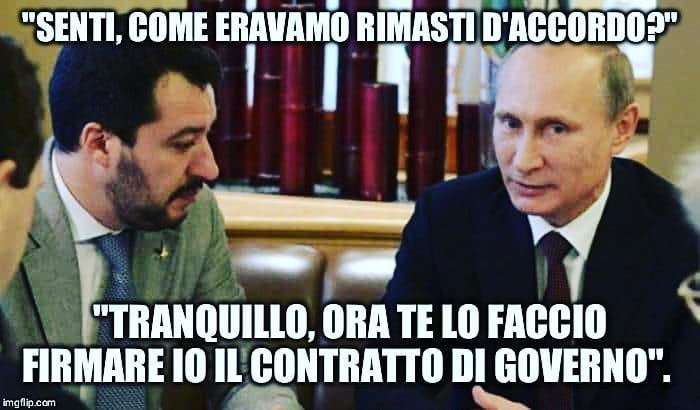 "SENTI, COME ERAVAMO RIMASTI D'ACCORDO?"
"TRANQUILLO, ORA TE LO FACCIO
FIRMARE IO IL CONTRATTO DI GOVERNO".
imgflip.com